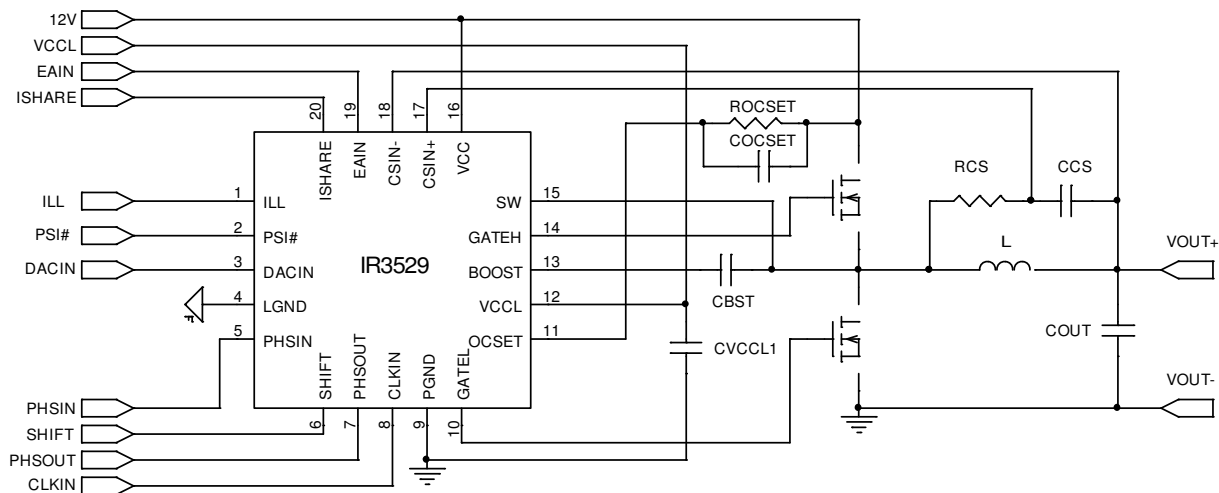 12V
VCCL
EAIN
ISHARE
20
19
18
17
16
ISHARE
EAIN
CSIN-
CSIN+
VCC
ROCSET
COCSET
RCS
CCS
ILL
1
ILL
SW
15
PSI#
2
PSI#
GATEH
14
L
VOUT+
DACIN
3
DACIN
IR3529
BOOST
13
CBST
4
LGND
VCCL
12
5
PHSIN
OCSET
11
CVCCL1
COUT
SHIFT
PHSOUT
CLKIN
PGND
GATEL
VOUT-
PHSIN
6
7
8
9
10
SHIFT
PHSOUT
CLKIN